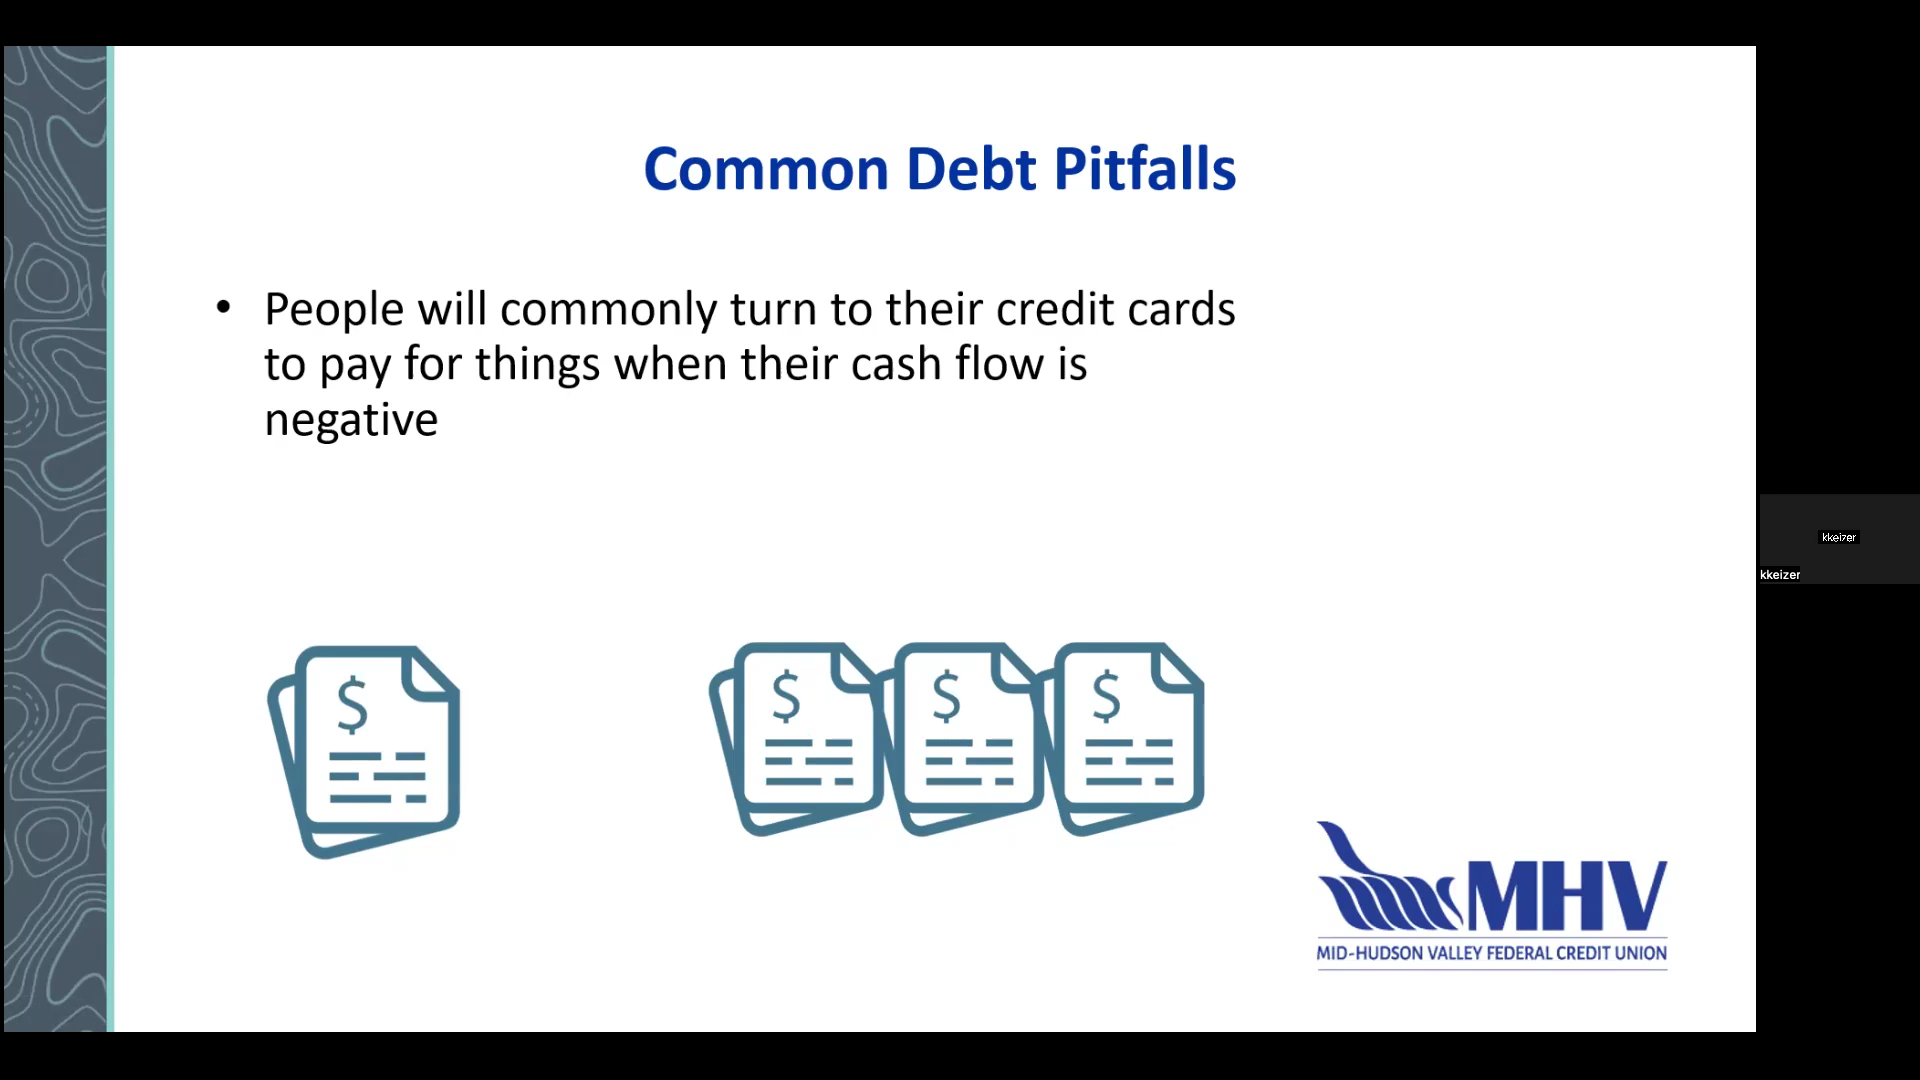 Common Debt Pitfalls
• People will commonly turn to their credit cards
to pay for things when their cash flow is
negative
$
$ $ $
MHV
MID-HUDSON VALLEY FEDERAL CREDIT UNION
kkeizer
kkeizer